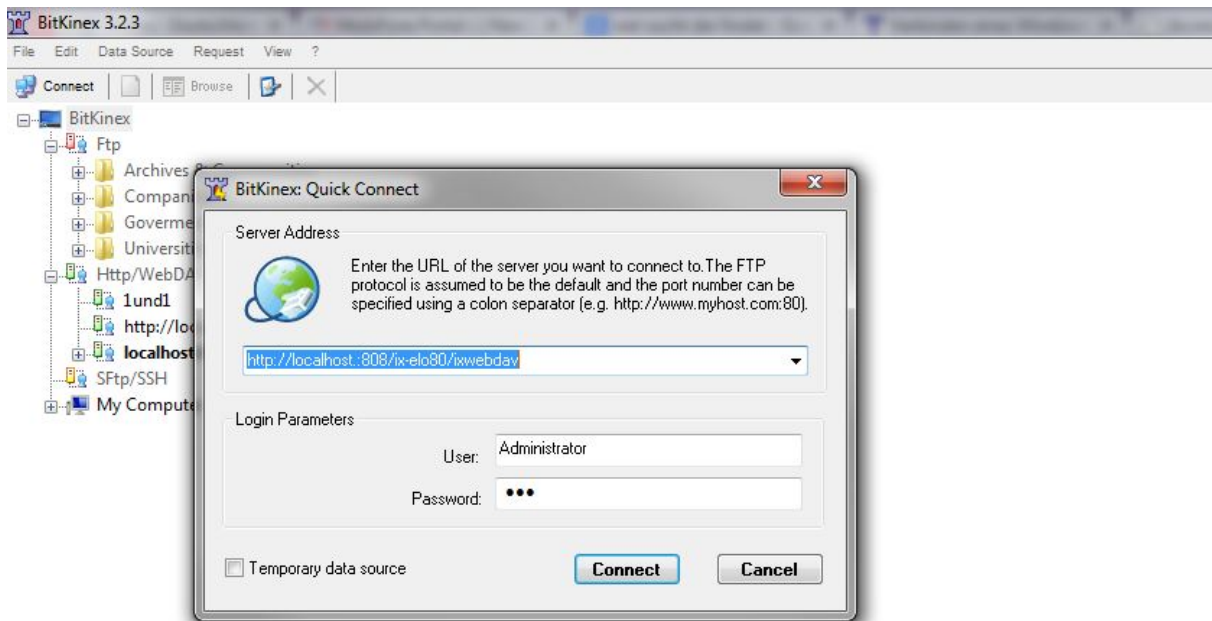 BitKinex 3.2.3
File Edit Data Source Request View ?
Connect Browse
BitKinex
Ftp
Archives
Compani
Goverme
Universiti
Http/WebDA
1und1
http://loc
localhost
SFtp/SSH
My Compute
BitKinex: Quick Connect
Server Address
Enter the URL of the server you want to connect to.The FTP
protocol is assumed to be the default and the port number can be
specified using a colon separator (e.g. http://www.myhost.com:80).
http://localhost.:808/ix-elo80/ixwebdav
Login Parameters
User: Administrator
Password: •••
Temporary data source Connect Cancel